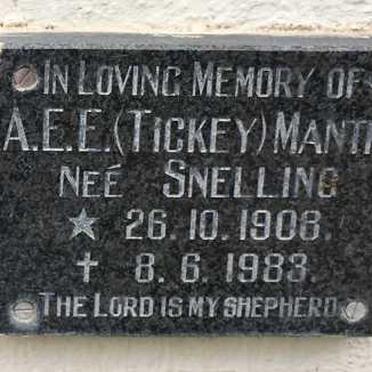 IN LOVING MEMORY OF
A.E.E. (TICKEY) MANTI
NEÉ SNELLING
★ 26. 10. 1908.
✝ 8. 6. 1983.
THE LORD IS MY SHEPHERD.